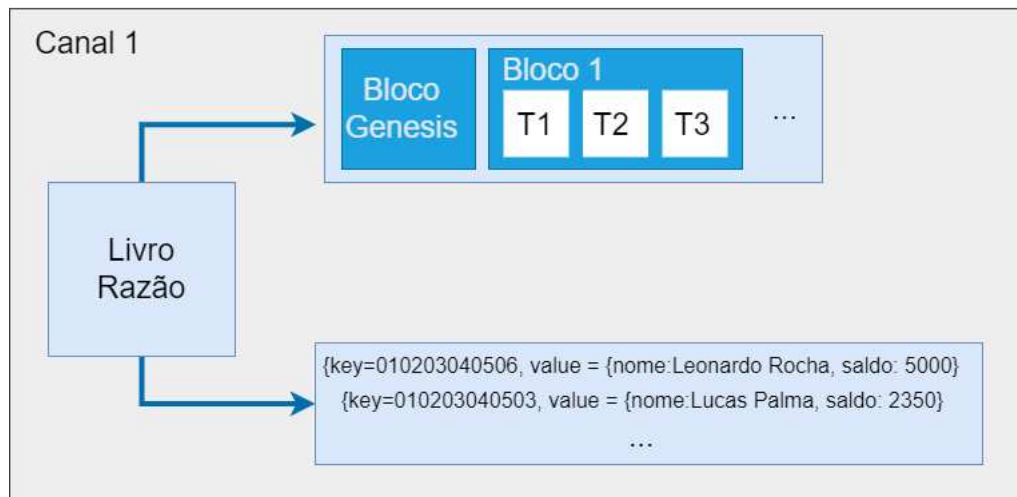 Canal 1
Bloco
Genesis
Bloco 1
T1 T2 T3
...
Livro
Razão
{key=010203040506, value = {nome:Leonardo Rocha, saldo: 5000}
{key=010203040503, value = {nome:Lucas Palma, saldo: 2350}
...